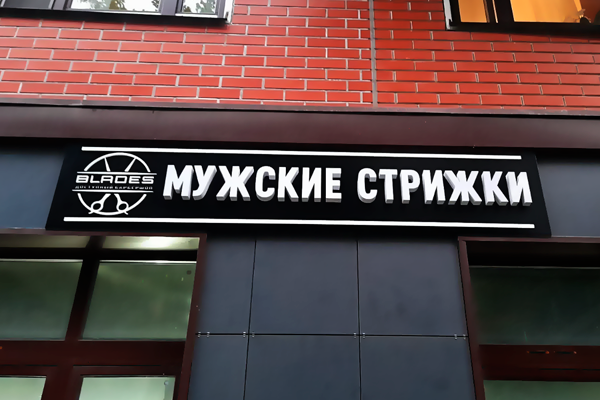 BLADES
ДОСТУПНЫЙ БАРБЕРШОП
МУЖСКИЕ СТРИЖКИ